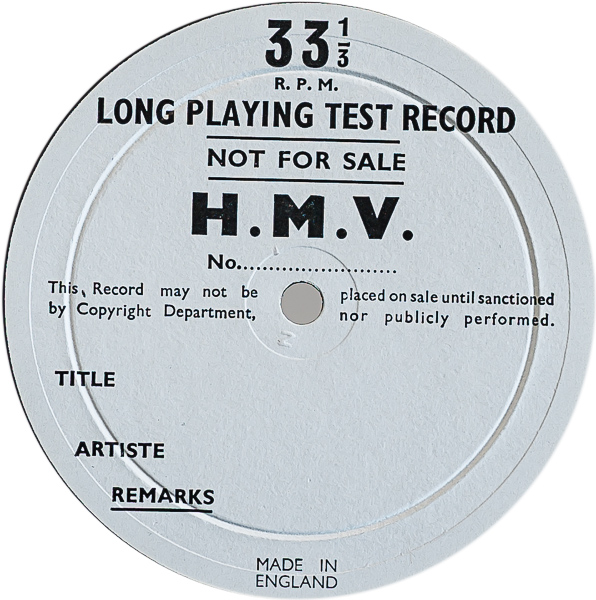 33 1/3
R. P. M.
LONG PLAYING TEST RECORD
NOT FOR SALE
H.M.V.
No.........................
This Record may not be placed on sale until sanctioned
by Copyright Department, nor publicly performed.
TITLE
ARTISTE
REMARKS
MADE IN
ENGLAND